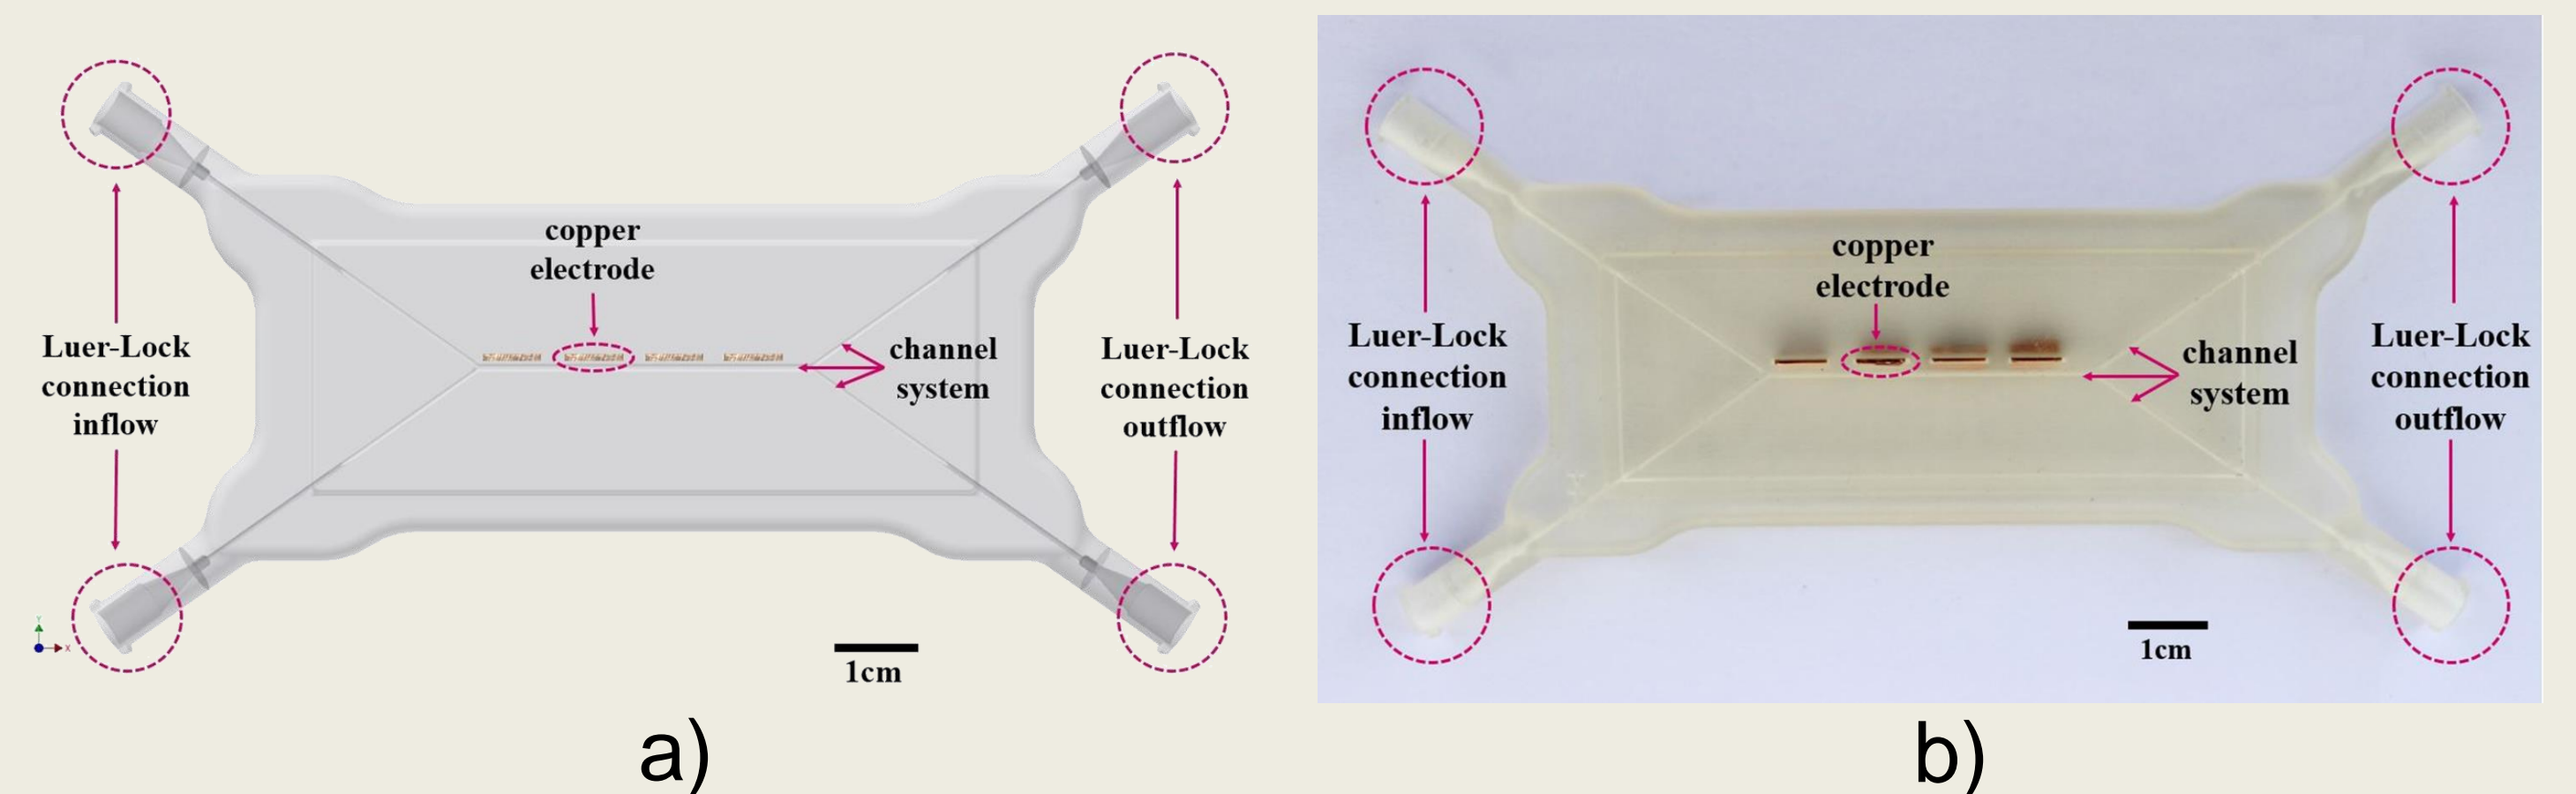 copper
electrode
Luer-Lock
connection
inflow
channel
system
Luer-Lock
connection
outflow
1cm
Y
X
a)
copper
electrode
Luer-Lock
connection
inflow
channel
system
Luer-Lock
connection
outflow
1cm
b)